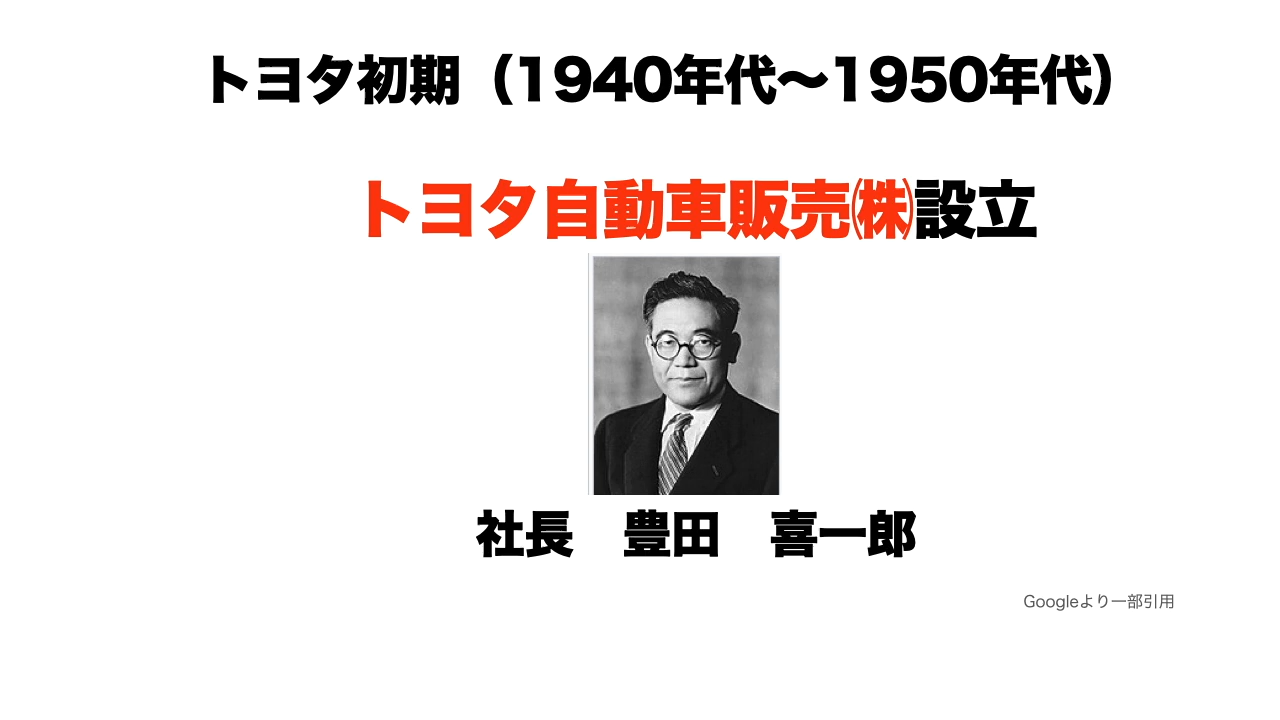 トヨタ初期（1940年代〜1950年代）
トヨタ自動車販売㈱設立
社長　豊田　喜一郎
Googleより一部引用